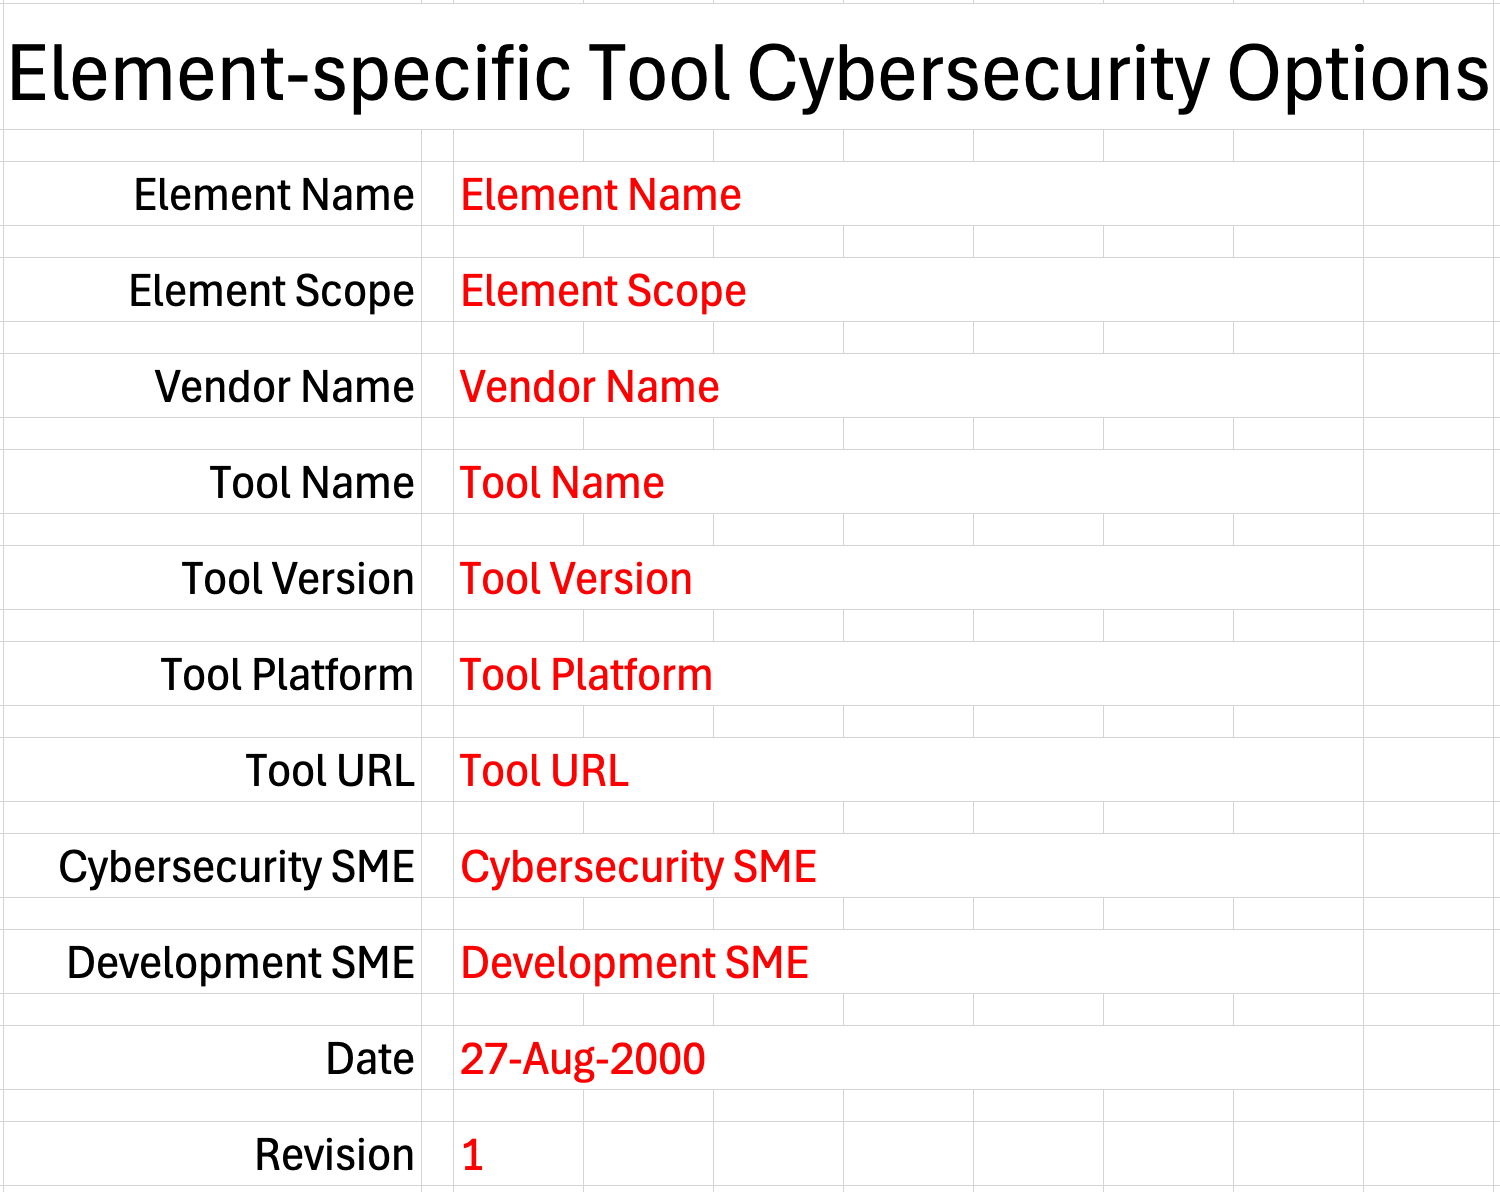 Element-specific Tool Cybersecurity Options
Element Name Element Name
Element Scope Element Scope
Vendor Name Vendor Name
Tool Name Tool Name
Tool Version Tool Version
Tool Platform Tool Platform
Tool URL Tool URL
Cybersecurity SME Cybersecurity SME
Development SME Development SME
Date 27-Aug-2000
Revision 1